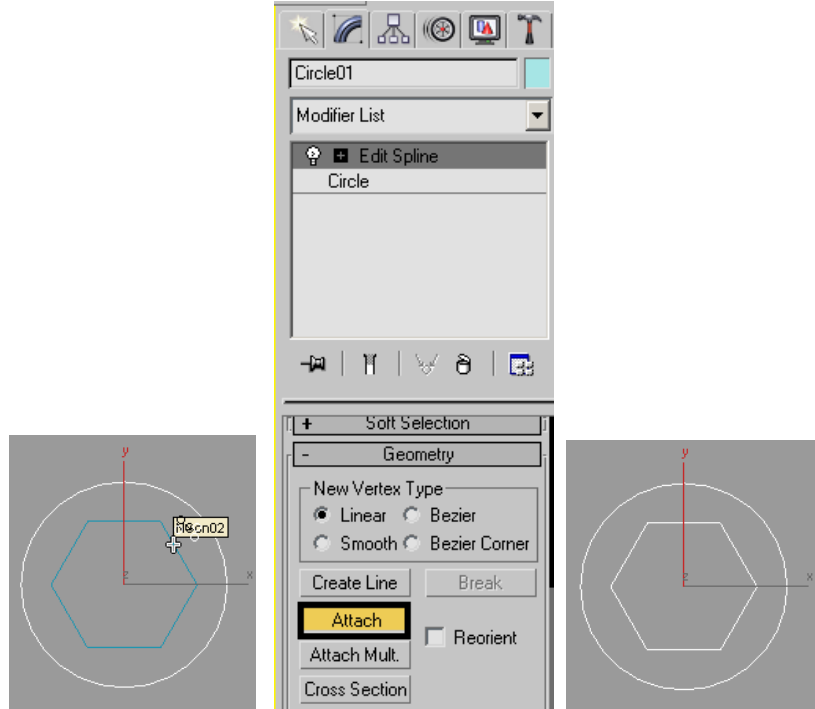 Circle01
Modifier List
Edit Spline
Circle
+ Soft Selection
- Geometry
New Vertex Type
Linear Bezier
Smooth Bezier Corner
Create Line Break
Attach
Reorient
Attach Mult.
Cross Section
y
z
x
y
z
x